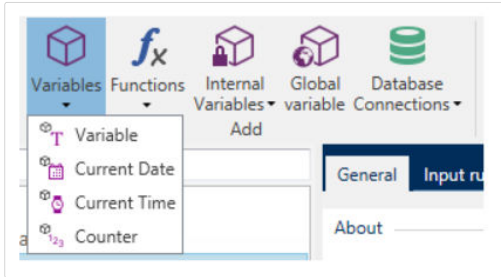 Variables Functions Internal Variables Global variable Database Connections
Add
Variable
Current Date
Current Time
Counter
General Input ru
About